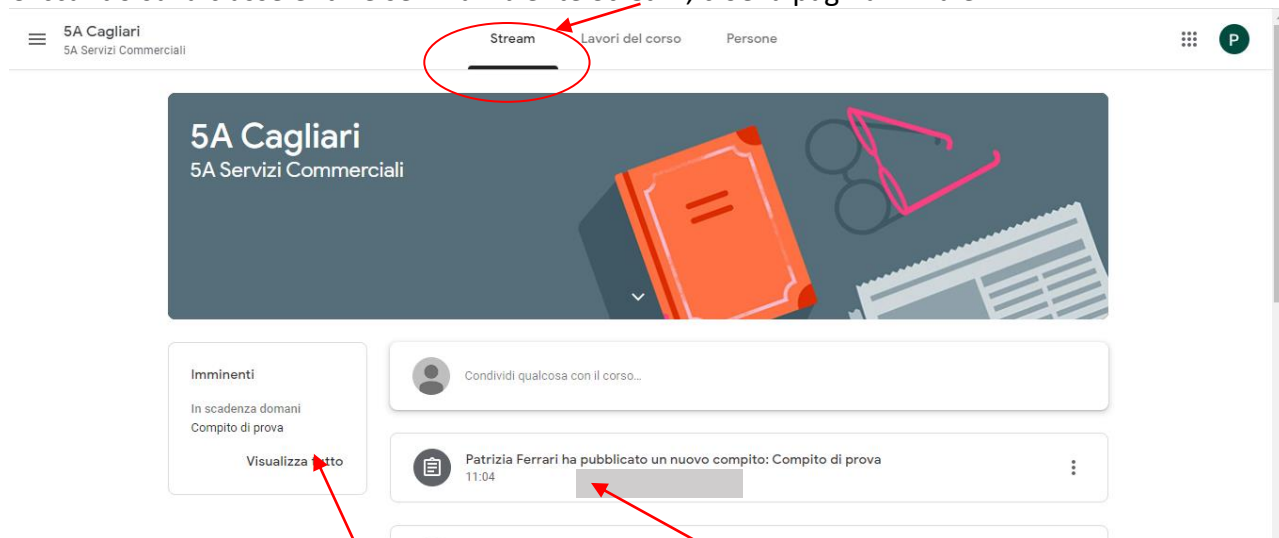 5A Cagliari
5A Servizi Commerciali
Stream
Lavori del corso
Persone
P
5A Cagliari
5A Servizi Commerciali
Imminenti
In scadenza domani
Compito di prova
Visualizza tutto
Condividi qualcosa con il corso...
Patrizia Ferrari ha pubblicato un nuovo compito: Compito di prova
11:04